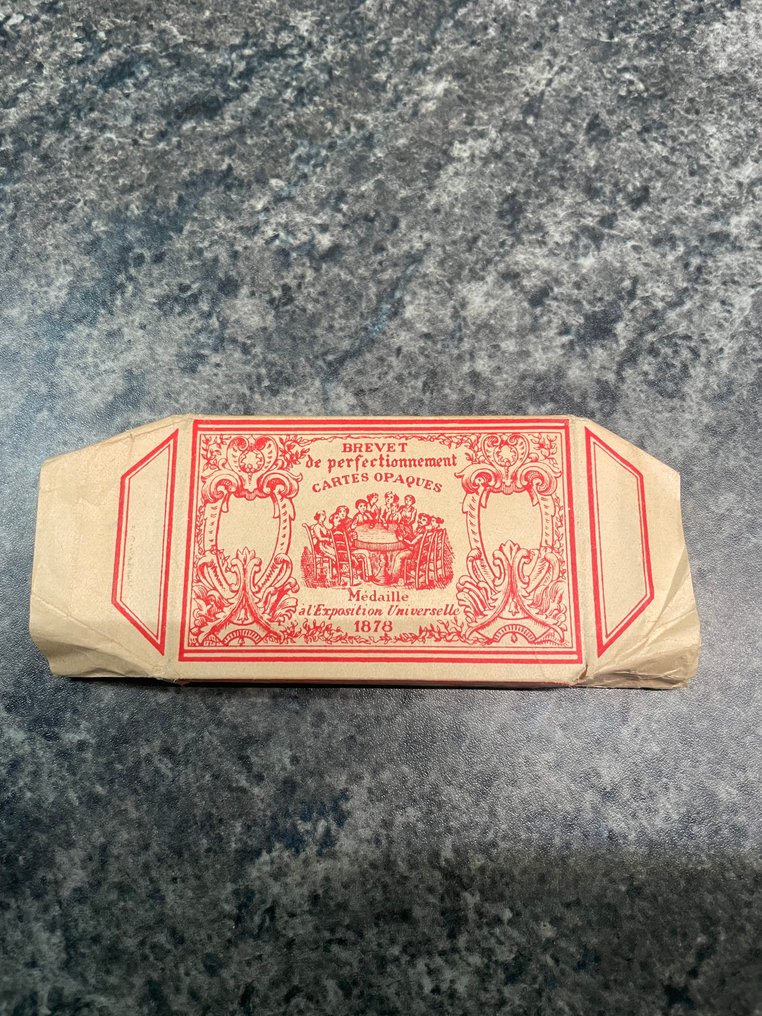 BREVET
de perfectionnement
CARTES OPAQUES
Médaille
à l'Exposition Universelle
1878